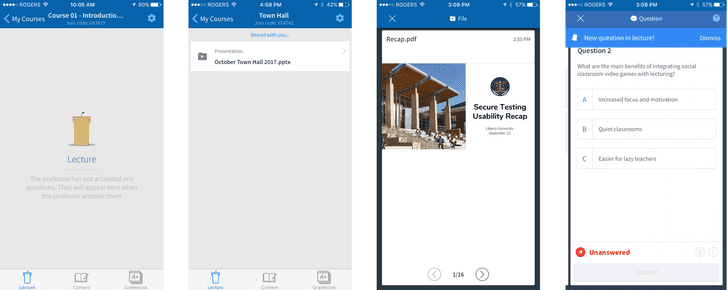 ROGERS 10:05 AM 80%
My Courses Course 01 - Introductio...
Join code: 653415
Lecture
The professor has not activated any
questions. They will appear here when
the professor enables them.
Lecture Content Gradebook
ROGERS 4:58 PM 42%
My Courses Town Hall
Join code: 654742
Shared with you...
Presentation
October Town Hall 2017.pptx
Lecture Content Gradebook
ROGERS 3:09 PM 57%
File
Recap.pdf 2:55 PM
Secure Testing
Usability Recap
Liberty University
September 22
1/16
ROGERS 3:09 PM 57%
Question
New question in lecture! Dismiss
Question 2
What are the main benefits of integrating social
classroom video games with lecturing?
A Increased focus and motivation
B Quiet classrooms
C Easier for lazy teachers
Unanswered
Submit